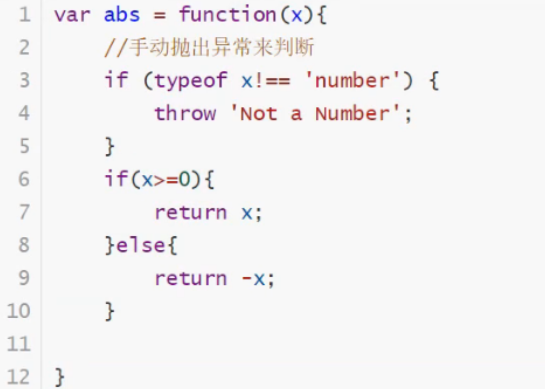 1 var abs = function(x){
2     //手动抛出异常来判断
3     if (typeof x!== 'number') {
4         throw 'Not a Number';
5     }
6     if(x>=0){
7         return x;
8     }else{
9         return -x;
10     }
11
12 }